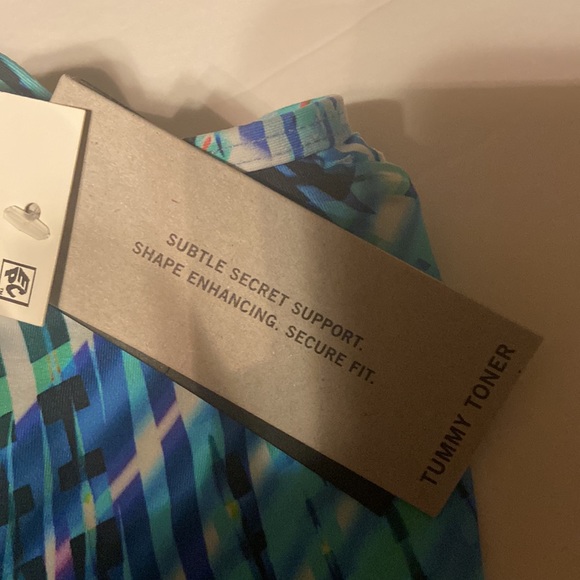 SUBTLE SECRET SUPPORT.
SHAPE ENHANCING. SECURE FIT.
TUMMY TONER